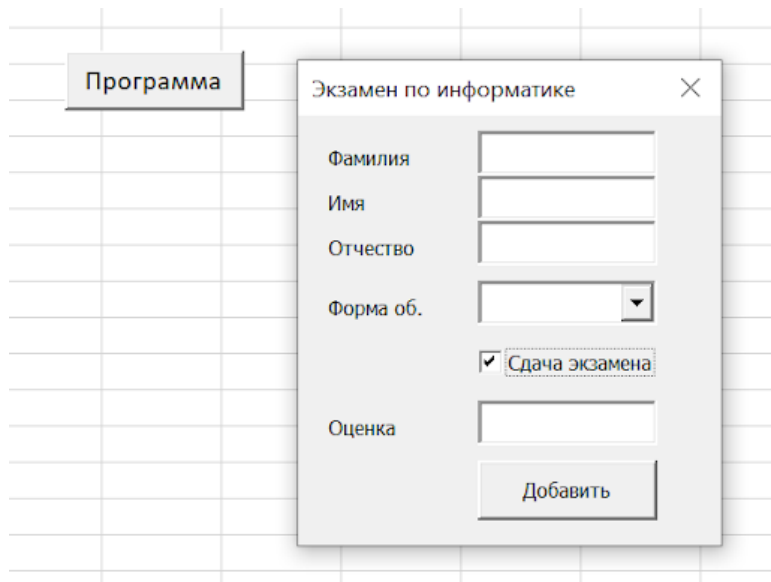 Программа
Экзамен по информатике
Фамилия
Имя
Отчество
Форма об.
Сдача экзамена
Оценка
Добавить